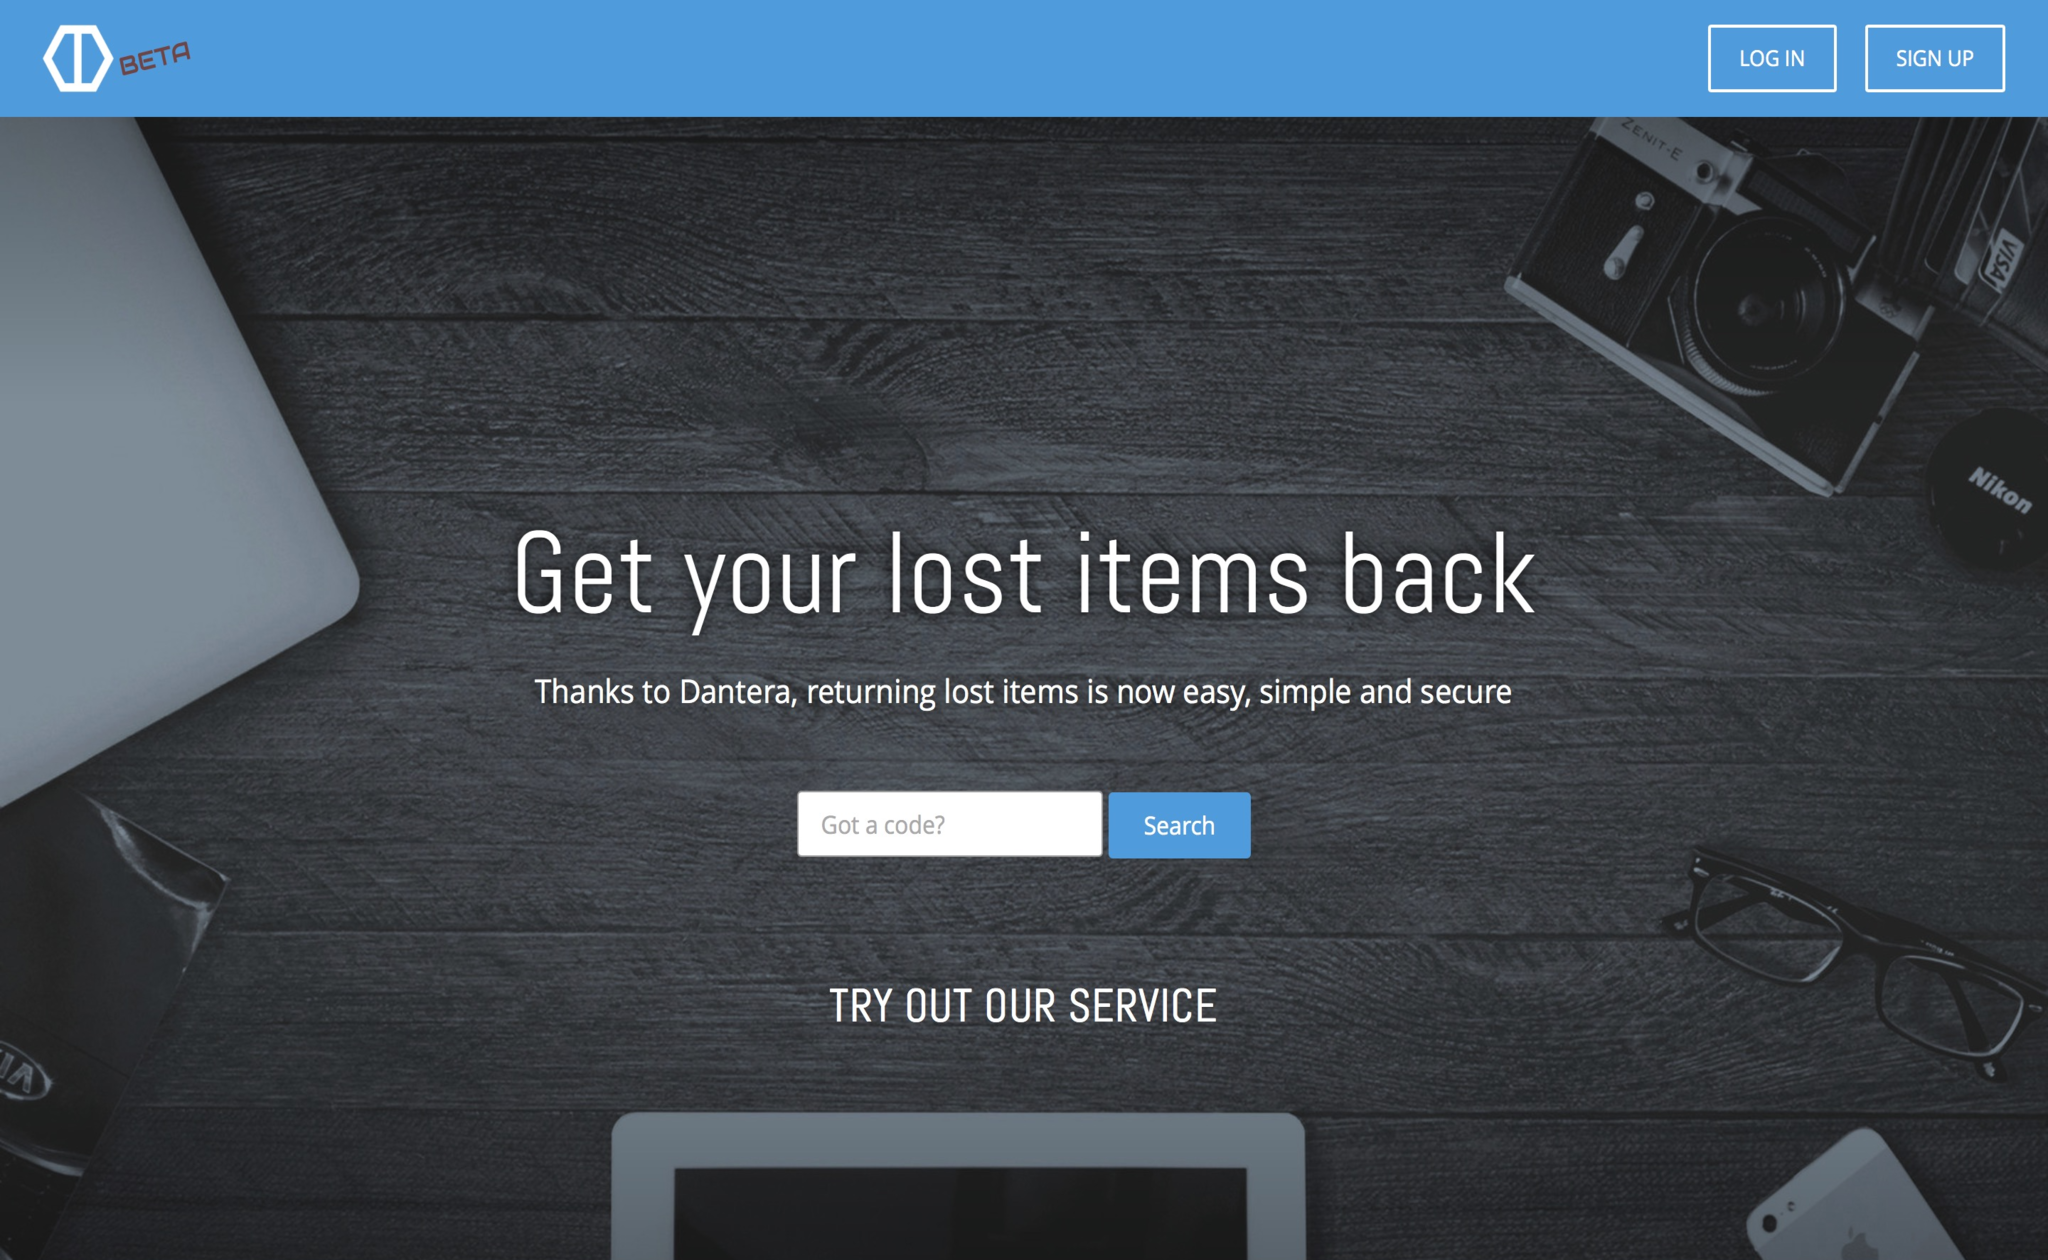 BETA
LOG IN
SIGN UP
ZENIT-E
VISA
Nikon
Get your lost items back
Thanks to Dantera, returning lost items is now easy, simple and secure
Got a code?
Search
TRY OUT OUR SERVICE